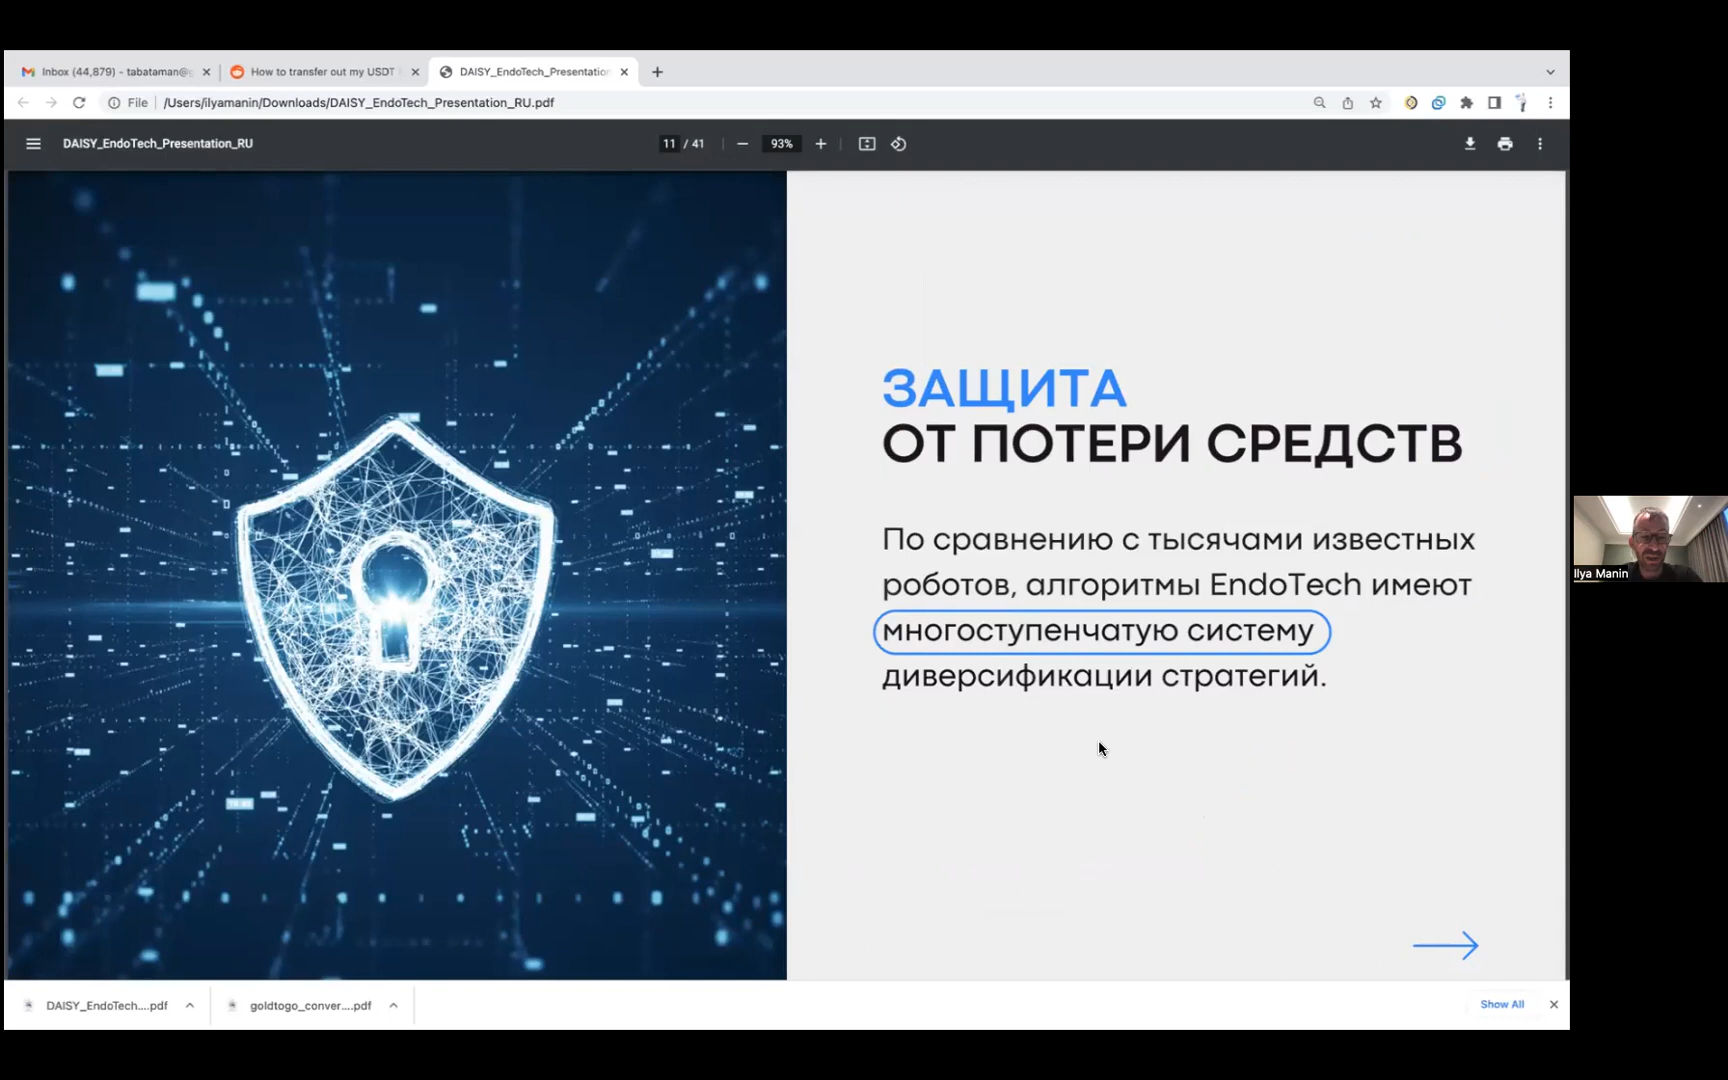 Inbox (44,879) - tabataman@g
How to transfer out my USDT
DAISY_EndoTech_Presentation
File
/Users/ilyamanin/Downloads/DAISY_EndoTech_Presentation_RU.pdf
DAISY_EndoTech_Presentation_RU
11 / 41
93%
ЗАЩИТА
ОТ ПОТЕРИ СРЕДСТВ
По сравнению с тысячами известных
роботов, алгоритмы EndoTech имеют
многоступенчатую систему
диверсификации стратегий.
Ilya Manin
DAISY_EndoTech....pdf
goldtogo_conver....pdf
Show All